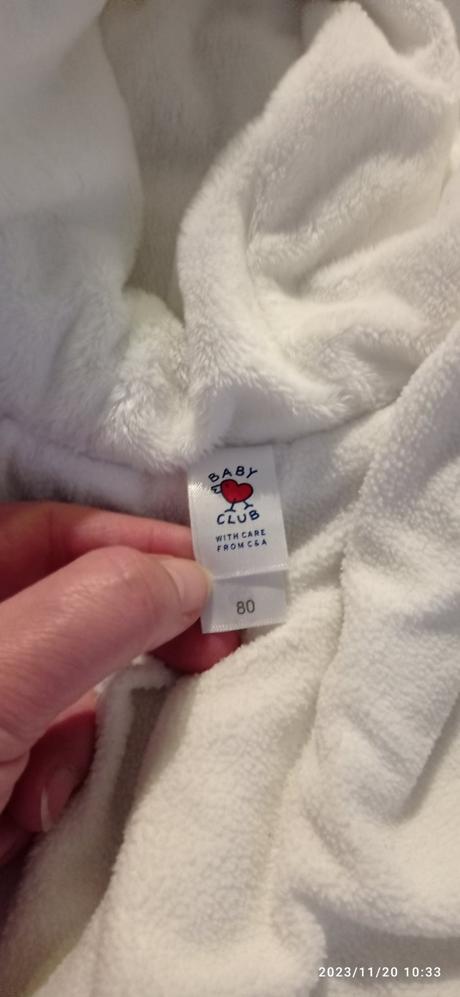 BABY
CLUB
WITH CARE
FROM C&A
80
2023/11/20 10:33